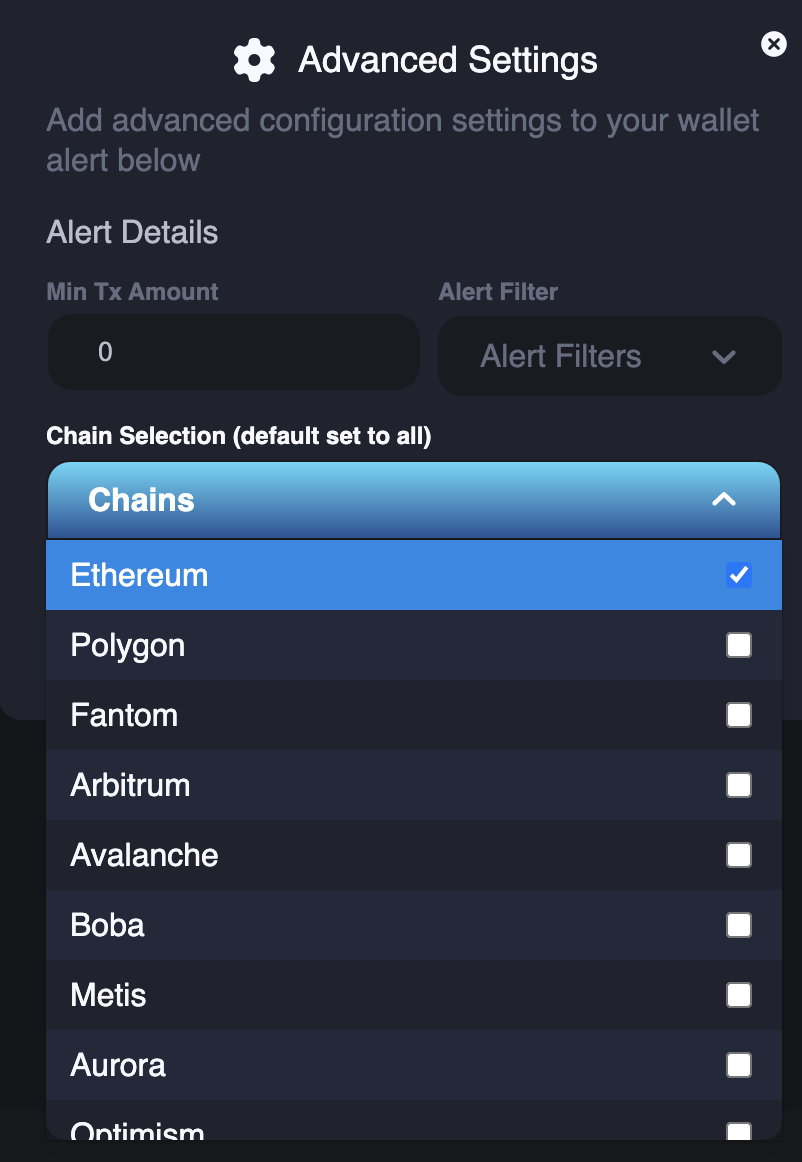 Advanced Settings
Add advanced configuration settings to your wallet
alert below
Alert Details
Min Tx Amount
Alert Filter
0
Alert Filters
Chain Selection (default set to all)
Chains
Ethereum
Polygon
Fantom
Arbitrum
Avalanche
Boba
Metis
Aurora
Optimism